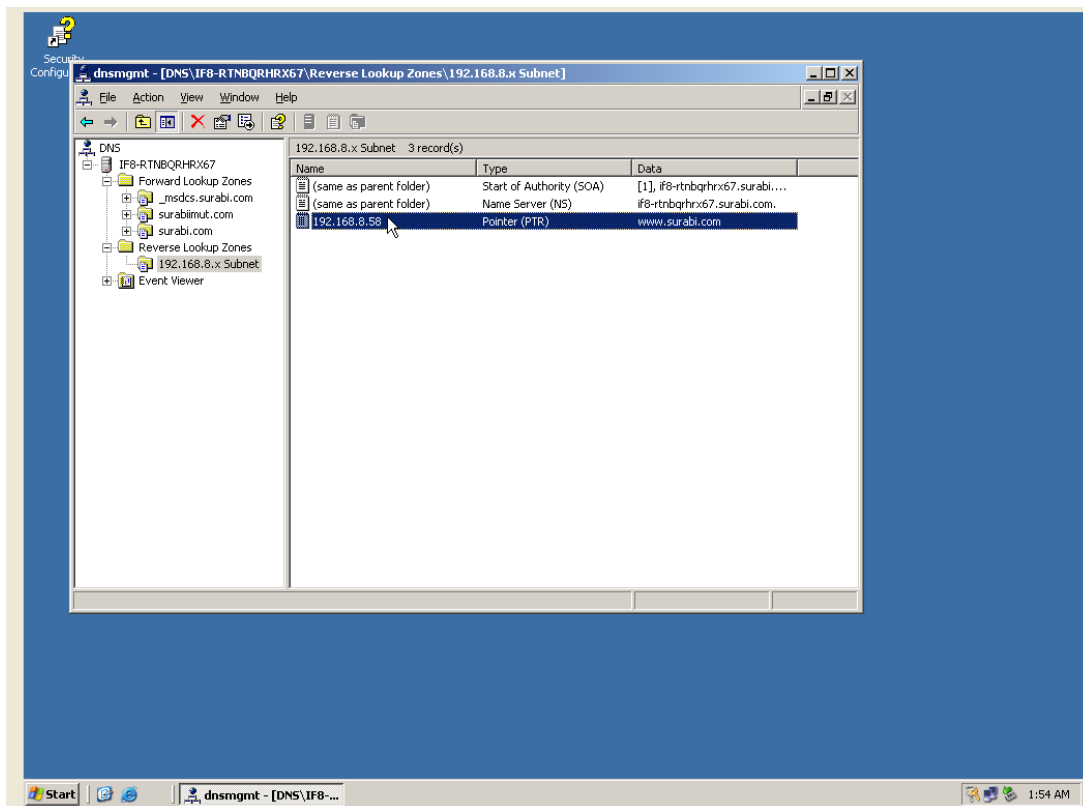 Security
Configu
dnsmgmt - [DNS\IF8-RTNBQRHRX67\Reverse Lookup Zones\192.168.8.x Subnet]
File Action View Window Help
DNS
IF8-RTNBQRHRX67
Forward Lookup Zones
_msdcs.surabi.com
surabiimut.com
surabi.com
Reverse Lookup Zones
192.168.8.x Subnet
Event Viewer
192.168.8.x Subnet 3 record(s)
Name Type Data
(same as parent folder) Start of Authority (SOA) [1], if8-rtnbqrhrx67.surabi....
(same as parent folder) Name Server (NS) if8-rtnbqrhrx67.surabi.com.
192.168.8.58 Pointer (PTR) www.surabi.com
Start dnsmgmt - [DNS\IF8-... 1:54 AM